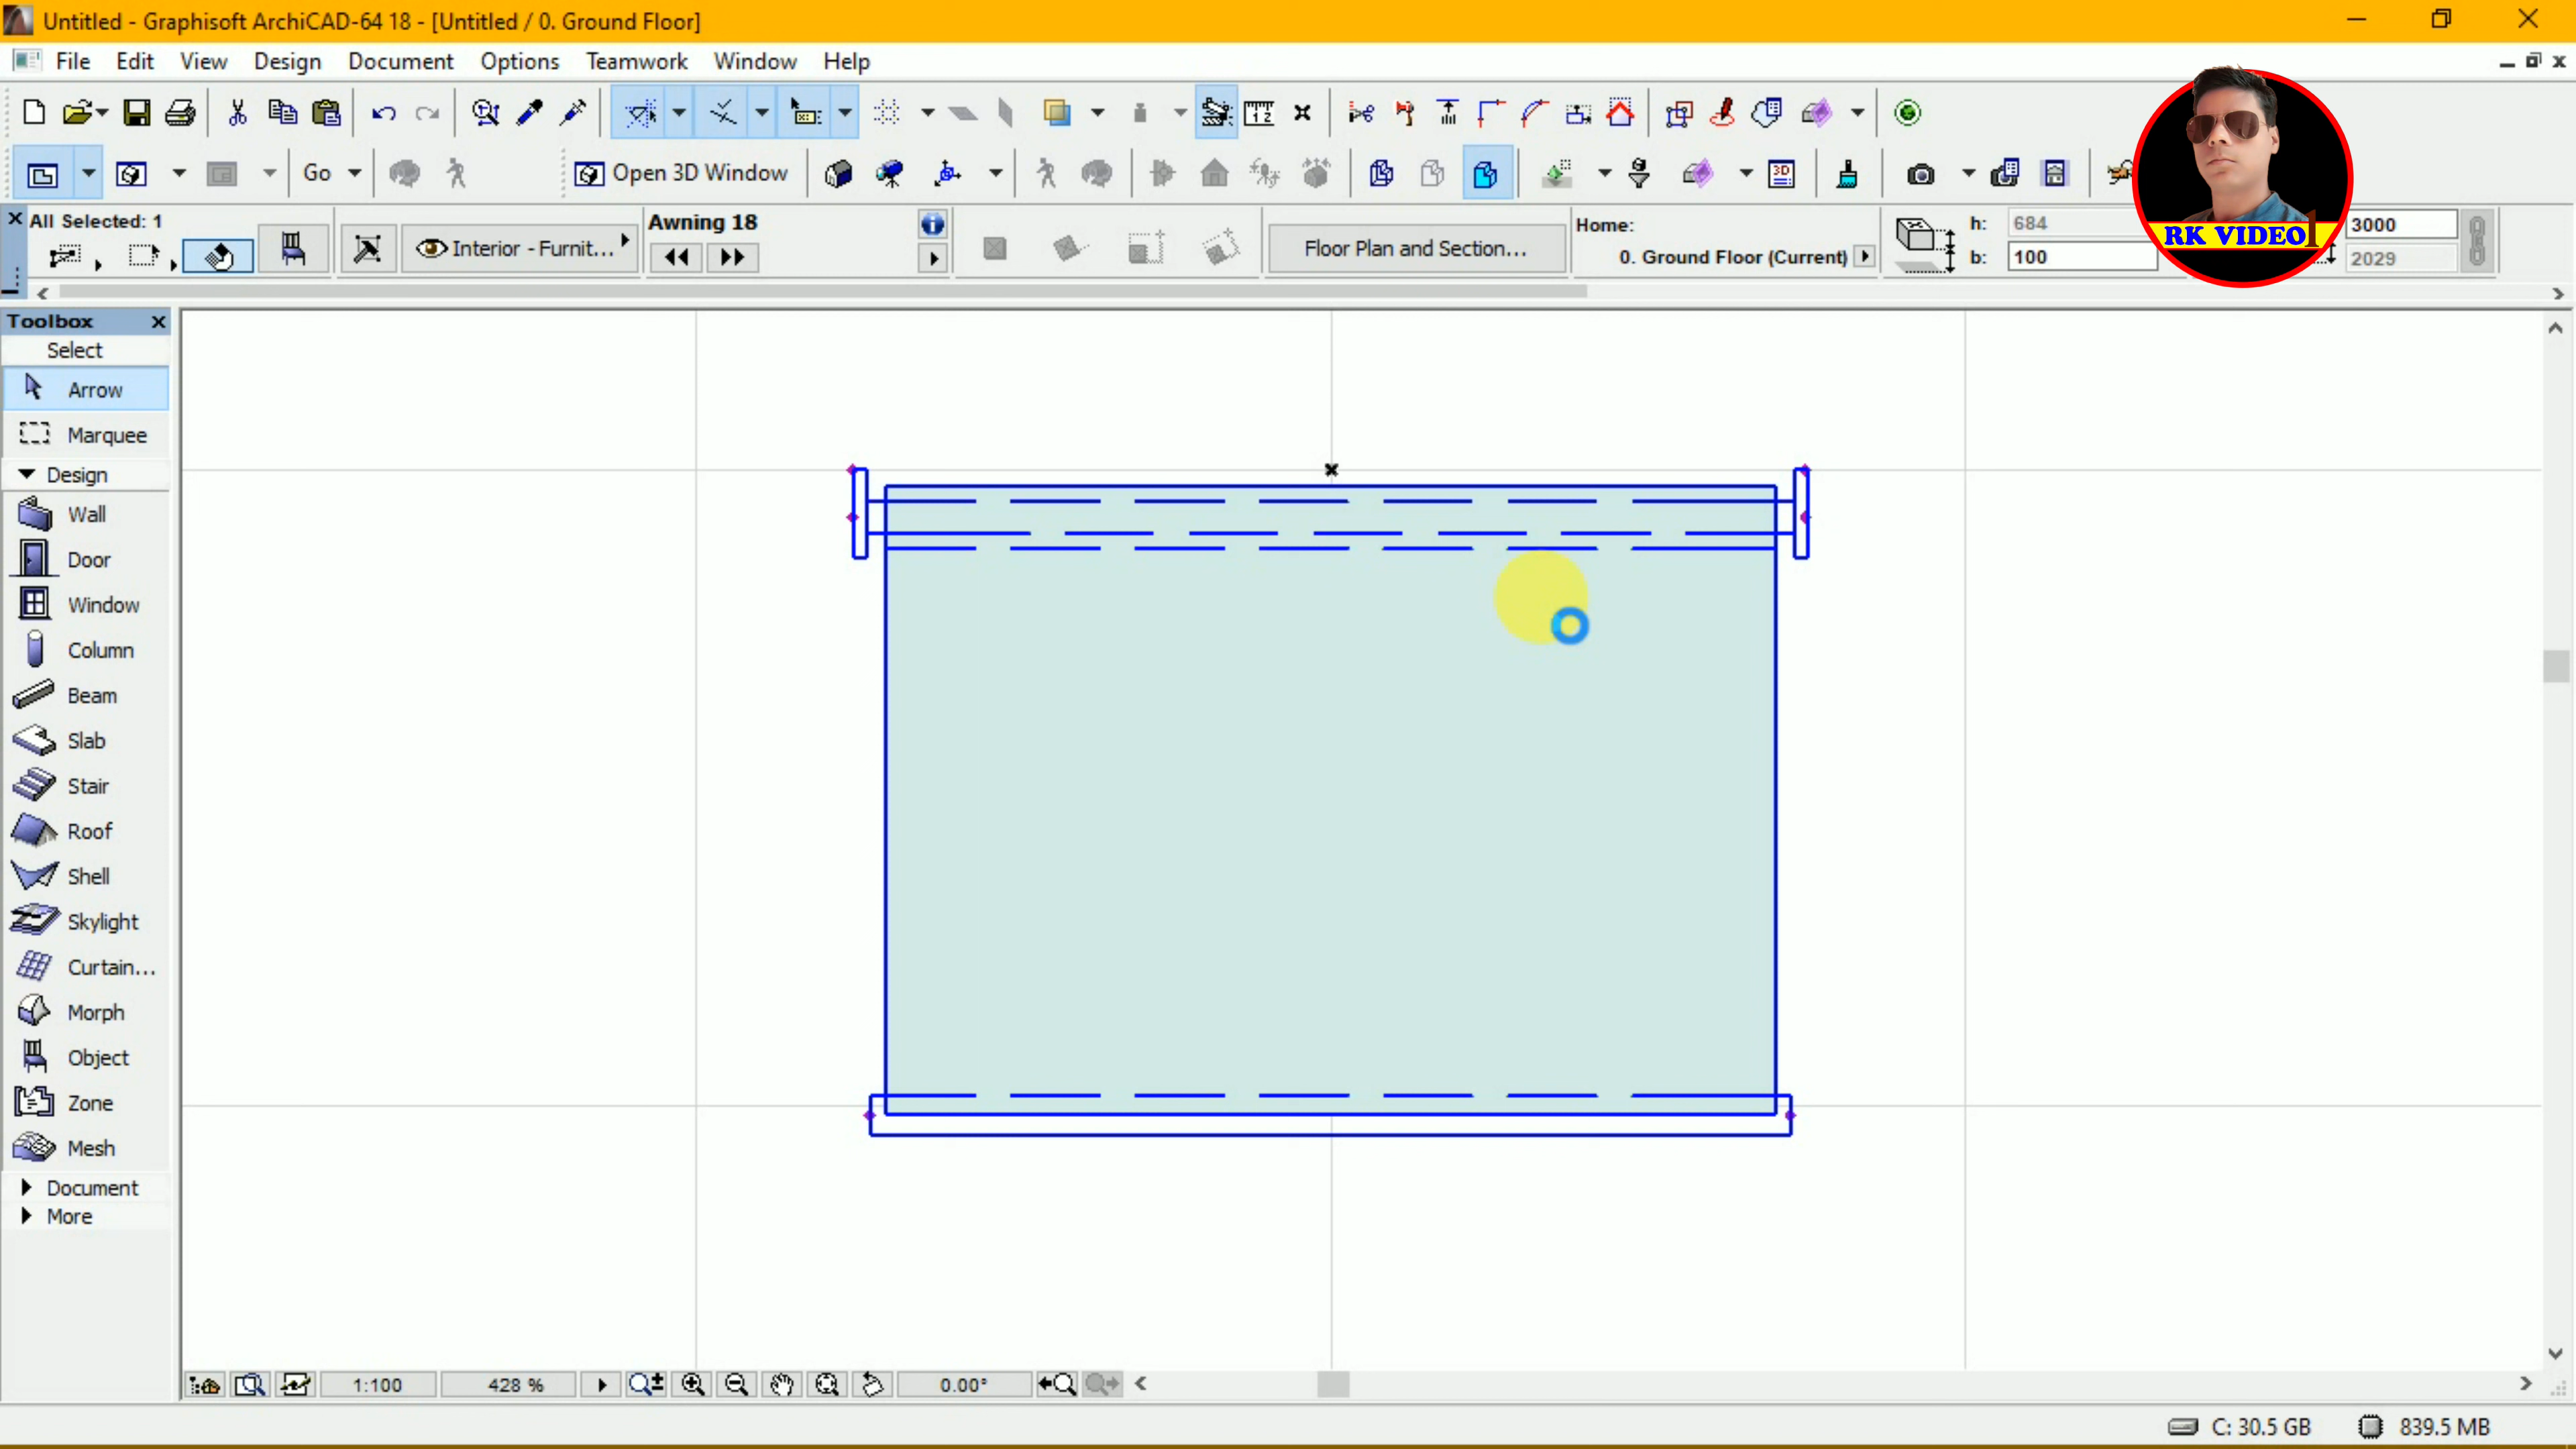 Untitled - Graphisoft ArchiCAD-64 18 - [Untitled / 0. Ground Floor]
File Edit View Design Document Options Teamwork Window Help
Go Open 3D Window 3D
All Selected: 1
Interior - Furnit...
Awning 18
Floor Plan and Section...
Home:
0. Ground Floor (Current)
h: 684
b: 100
3000
2029
RK VIDEO1
Toolbox
Select
Arrow
Marquee
Design
Wall
Door
Window
Column
Beam
Slab
Stair
Roof
Shell
Skylight
Curtain...
Morph
Object
Zone
Mesh
Document
More
1:100 428 % 0.00°
C: 30.5 GB 839.5 MB